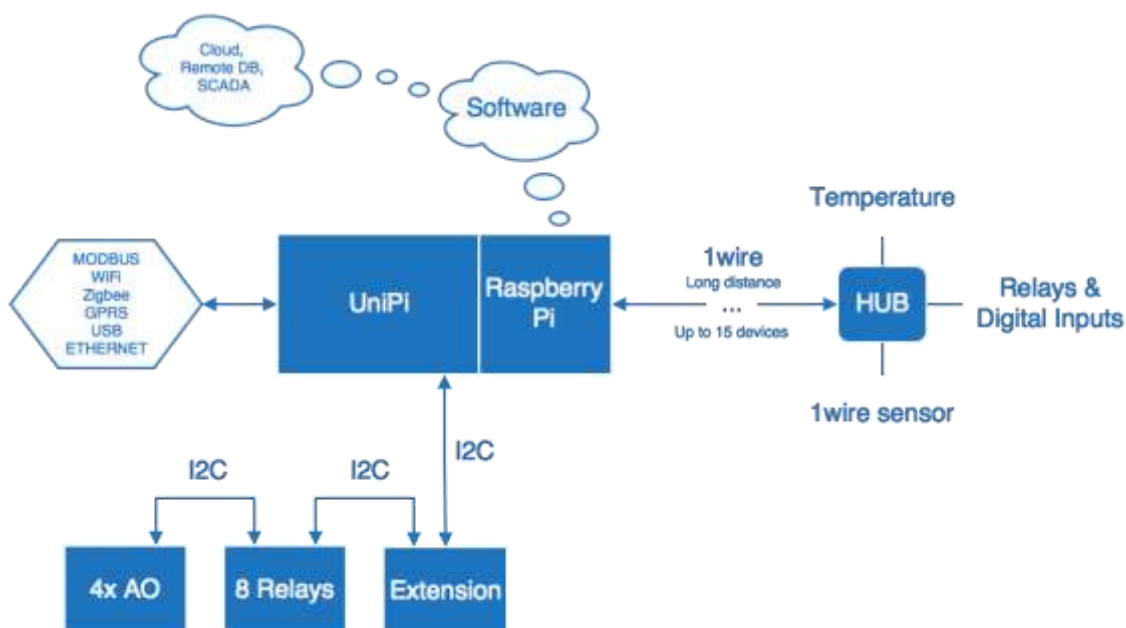 Cloud,
Remote DB,
SCADA
Software
Temperature
MODBUS
WiFi
Zigbee
GPRS
USB
ETHERNET
UniPi
Raspberry
Pi
1wire
Long distance
...
Up to 15 devices
HUB
Relays &
Digital Inputs
1wire sensor
I2C
I2C
I2C
4x AO
8 Relays
Extension